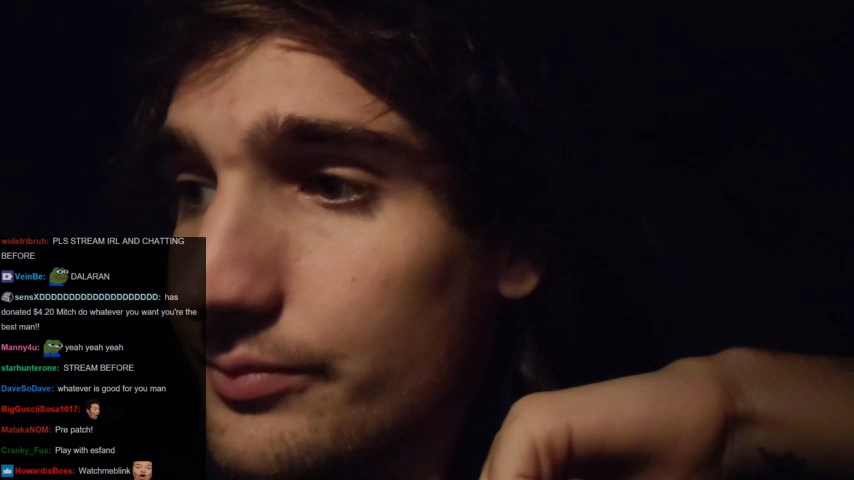 widetribruh: PLS STREAM IRL AND CHATTING
BEFORE
VeinBe: DALARAN
sensXDDDDDDDDDDDDDDDDDDDD: has
donated $4.20 Mitch do whatever you want you're the
best man!!
Manny4u: yeah yeah yeah
starhunterone: STREAM BEFORE
DaveSoDave: whatever is good for you man
BigGucciiSosa1017:
MatakaNOM: Pre patch!
Cranky_Fux: Play with esfand
HowardisBoss: Watchmeblink